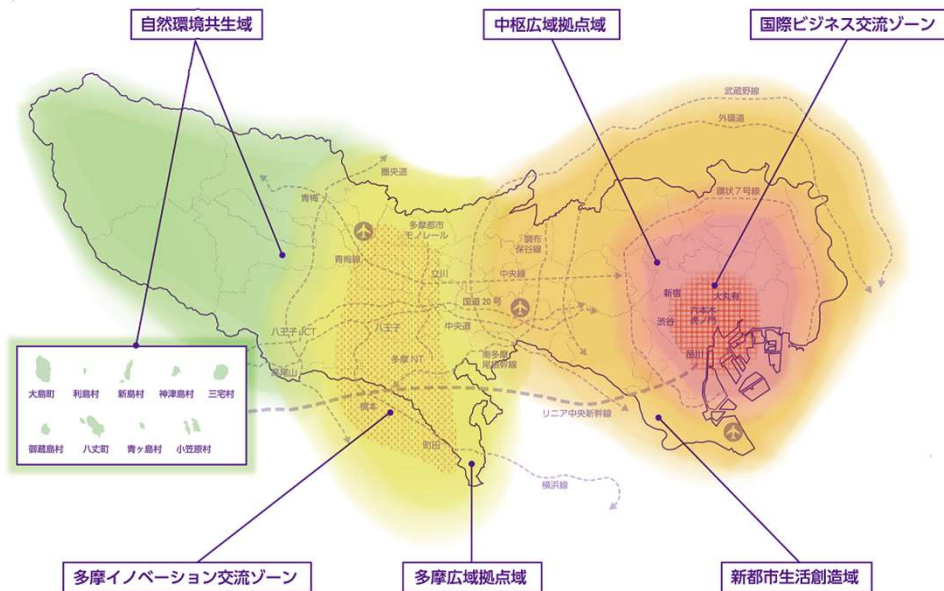 自然環境共生域
中枢広域拠点域
国際ビジネス交流ゾーン
武蔵野線
外環道
圏央道
環状7号線
青梅
多摩都市
モノレール
調布
保谷線
青梅線
立川
中央線
新宿
大丸有
国道20号
六本木
虎ノ門
渋谷
八王子JCT
八王子
中央道
品川
多摩NT
南多摩
尾根幹線
高尾山
大島町
利島村
新島村
神津島村
三宅村
橋本
リニア中央新幹線
御蔵島村
八丈町
青ヶ島村
小笠原村
町田
横浜線
多摩イノベーション交流ゾーン
多摩広域拠点域
新都市生活創造域